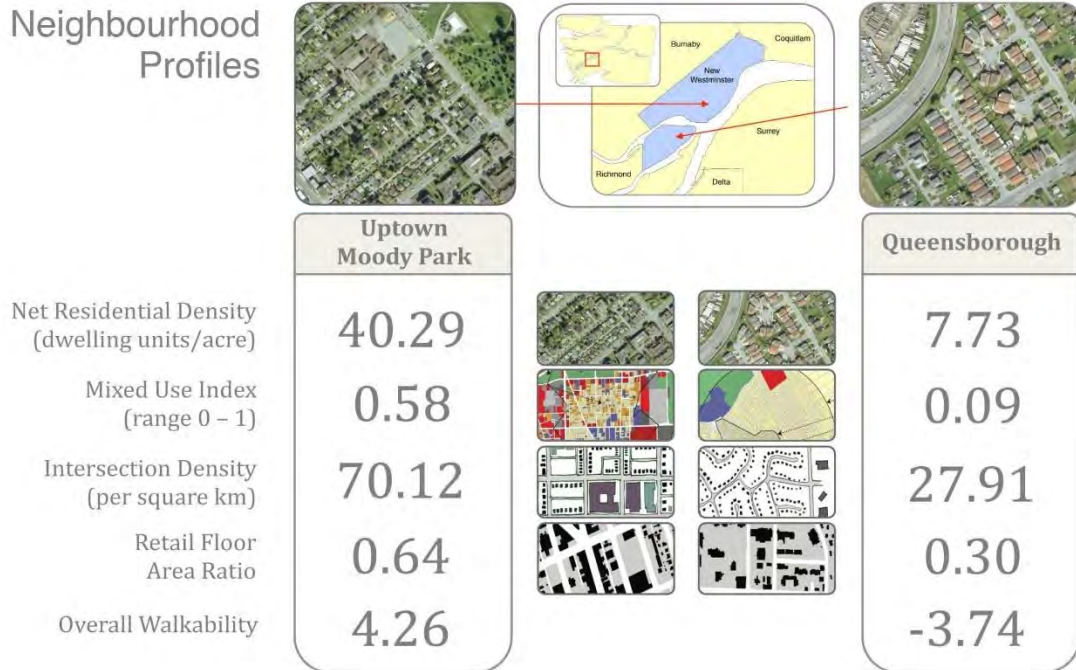 Neighbourhood
Profiles
Burnaby
Coquitlam
New
Westminster
Surrey
Richmond
Delta
Uptown
Moody Park
Queensborough
Net Residential Density
(dwelling units/acre)
40.29
7.73
Mixed Use Index
(range 0 – 1)
0.58
0.09
Intersection Density
(per square km)
70.12
27.91
Retail Floor
Area Ratio
0.64
0.30
Overall Walkability
4.26
-3.74